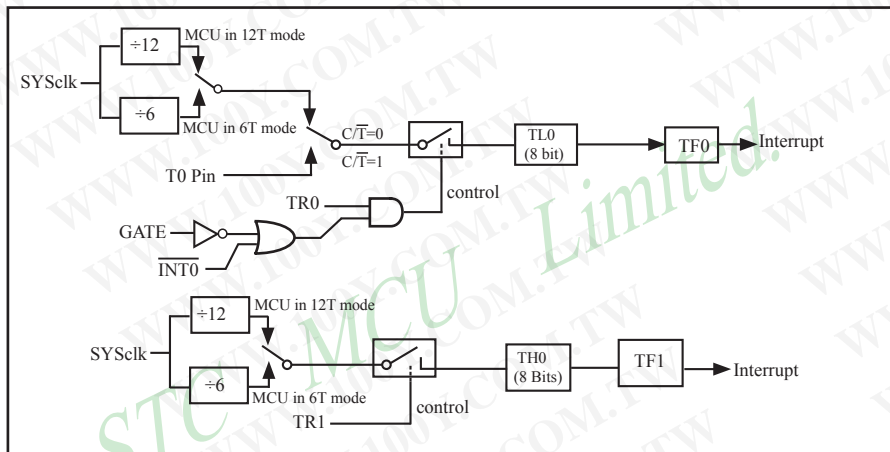 ÷12
MCU in 12T mode
SYSclk
÷6
MCU in 6T mode
C/T̅=0
C/T̅=1
T0 Pin
TL0
(8 bit)
TF0
Interrupt
control
TR0
GATE
I̅N̅T̅0̅
÷12
MCU in 12T mode
SYSclk
÷6
MCU in 6T mode
TH0
(8 Bits)
TF1
Interrupt
control
TR1
STC MCU Limited.
WWW.100Y.COM.TW